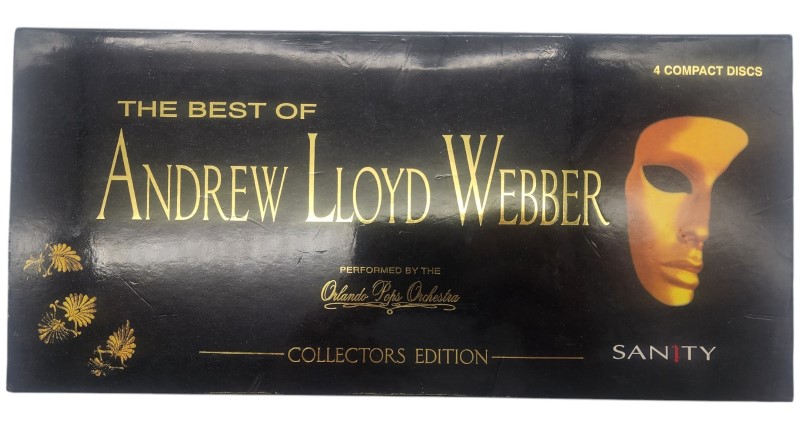 4 COMPACT DISCS
THE BEST OF
ANDREW LLOYD WEBBER
PERFORMED BY THE
Orlando Pops Orchestra
COLLECTORS EDITION
SANITY